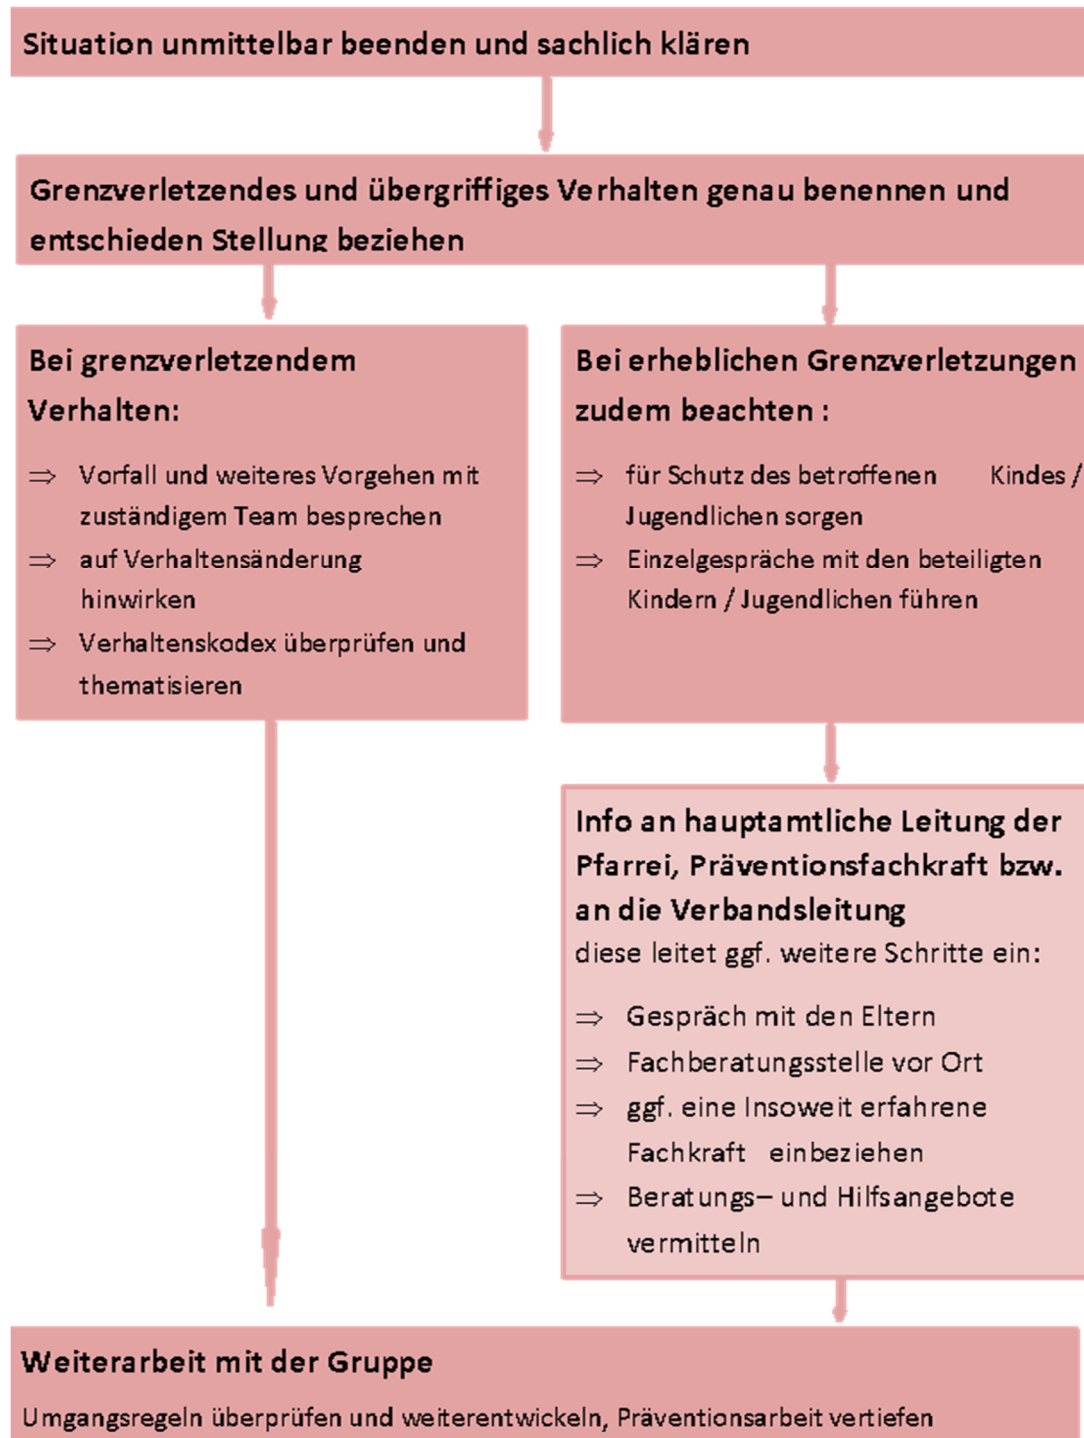 Situation unmittelbar beenden und sachlich klären
Grenzverletzendes und übergriffiges Verhalten genau benennen und
entschieden Stellung beziehen
Bei grenzverletzendem
Verhalten:
⇒ Vorfall und weiteres Vorgehen mit
zuständigem Team besprechen
⇒ auf Verhaltensänderung
hinwirken
⇒ Verhaltenskodex überprüfen und
thematisieren
Bei erheblichen Grenzverletzungen
zudem beachten :
⇒ für Schutz des betroffenen Kindes /
Jugendlichen sorgen
⇒ Einzelgespräche mit den beteiligten
Kindern / Jugendlichen führen
Info an hauptamtliche Leitung der
Pfarrei, Präventionsfachkraft bzw.
an die Verbandsleitung
diese leitet ggf. weitere Schritte ein:
⇒ Gespräch mit den Eltern
⇒ Fachberatungsstelle vor Ort
⇒ ggf. eine Insoweit erfahrene
Fachkraft einbeziehen
⇒ Beratungs– und Hilfsangebote
vermitteln
Weiterarbeit mit der Gruppe
Umgangsregeln überprüfen und weiterentwickeln, Präventionsarbeit vertiefen